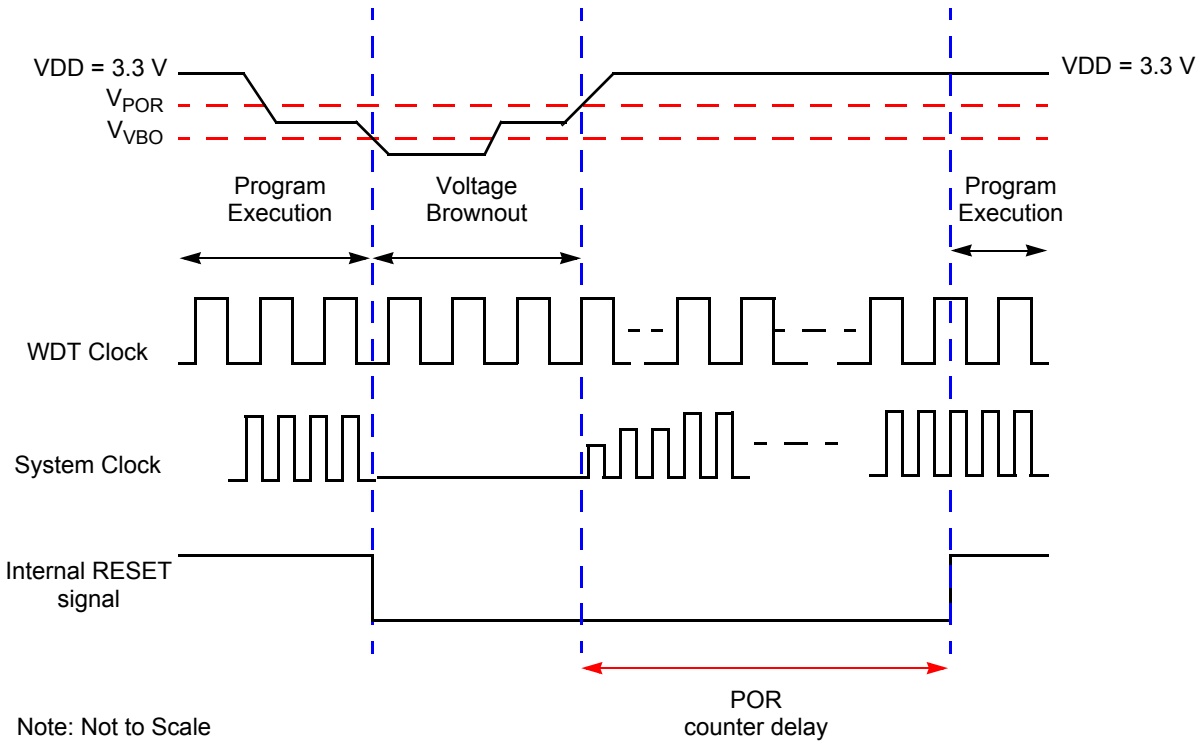 VDD = 3.3 V
VDD = 3.3 V
VPOR
VVBO
Program
Execution
Voltage
Brownout
Program
Execution
WDT Clock
System Clock
Internal RESET
signal
POR
counter delay
Note: Not to Scale